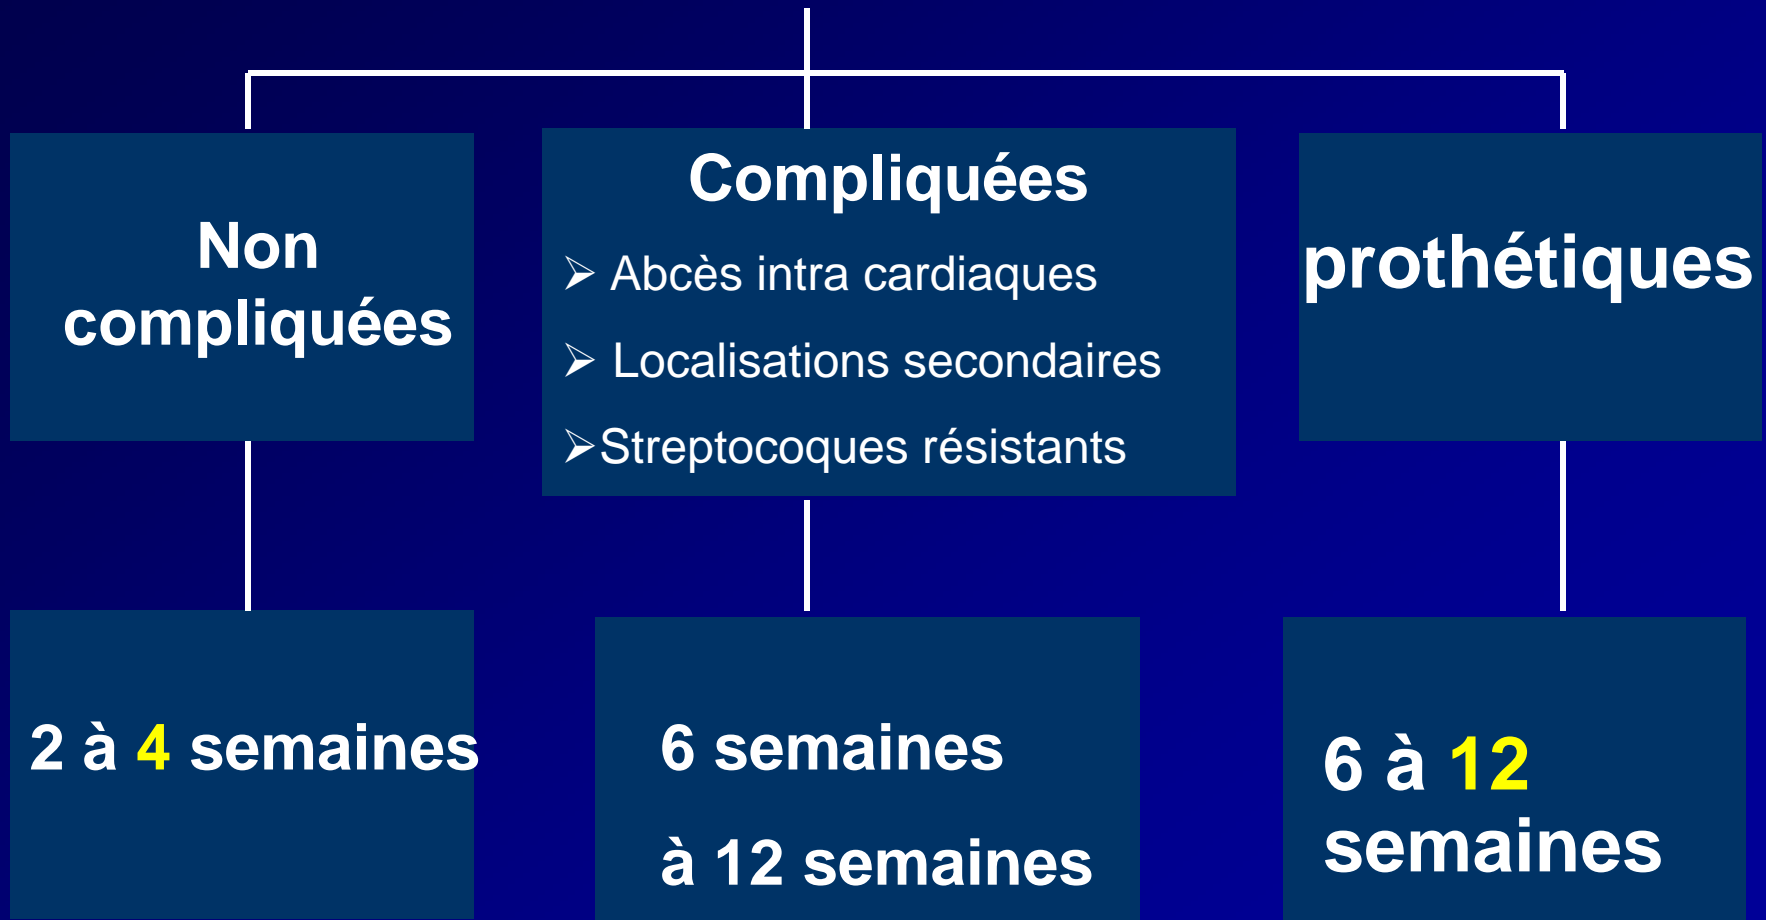 Non
compliquées
Compliquées
➢ Abcès intra cardiaques
➢ Localisations secondaires
➢Streptocoques résistants
prothétiques
2 à 4 semaines
6 semaines
à 12 semaines
6 à 12
semaines